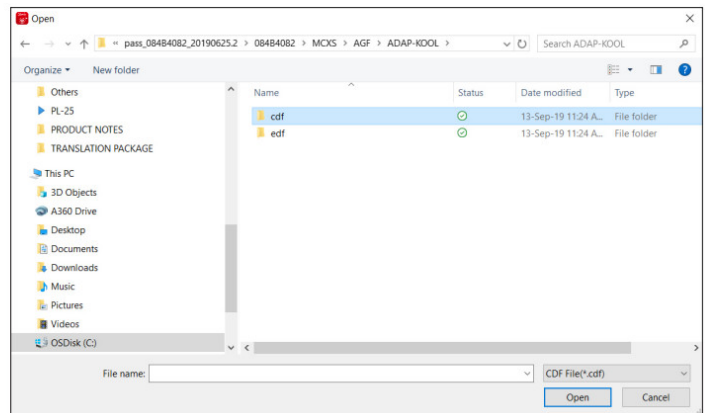 Open
« pass_084B4082_20190625.2 > 084B4082 > MCXS > AGF > ADAP-KOOL >
Search ADAP-KOOL
Organize
New folder
Others
PL-25
PRODUCT NOTES
TRANSLATION PACKAGE
This PC
3D Objects
A360 Drive
Desktop
Documents
Downloads
Music
Pictures
Videos
OSDisk (C:)
Name Status Date modified Type
cdf 13-Sep-19 11:24 A... File folder
edf 13-Sep-19 11:24 A... File folder
File name:
CDF File(*.cdf)
Open Cancel